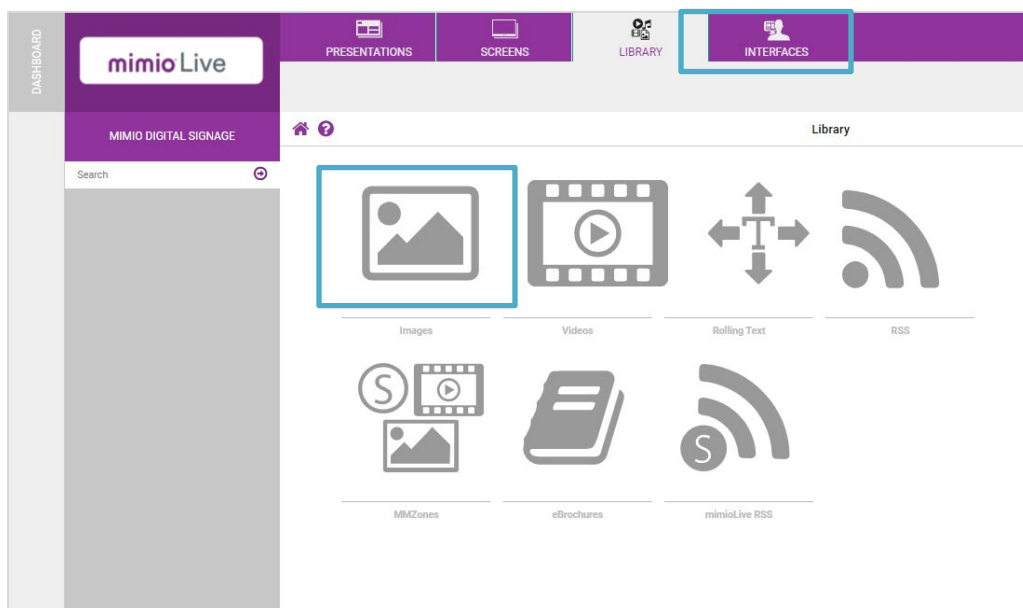 DASHBOARD
mimio Live
PRESENTATIONS
SCREENS
LIBRARY
INTERFACES
MIMIO DIGITAL SIGNAGE
Library
Search
T
Images
Videos
Rolling Text
RSS
S
S
MMZones
eBrochures
mimioLive RSS